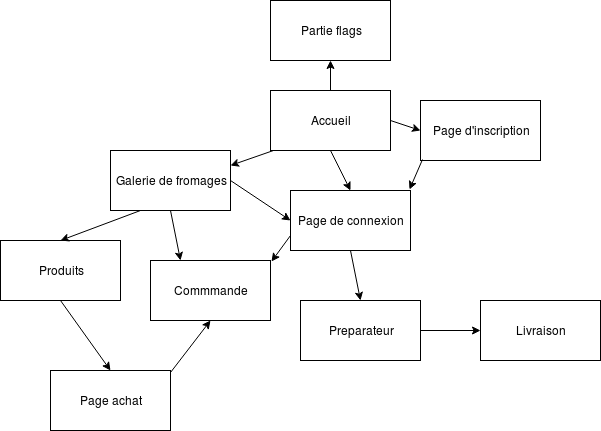 Partie flags
Accueil
Page d'inscription
Galerie de fromages
Page de connexion
Produits
Commmande
Preparateur
Livraison
Page achat